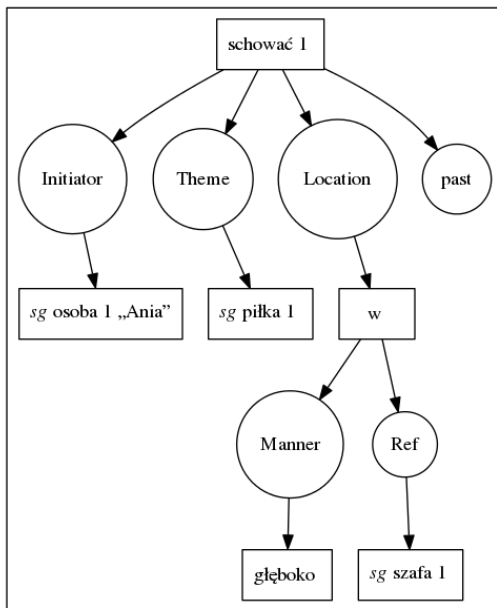 schować 1
Initiator
Theme
Location
past
sg osoba 1 „Ania”
sg piłka 1
w
Manner
Ref
głęboko
sg szafa 1